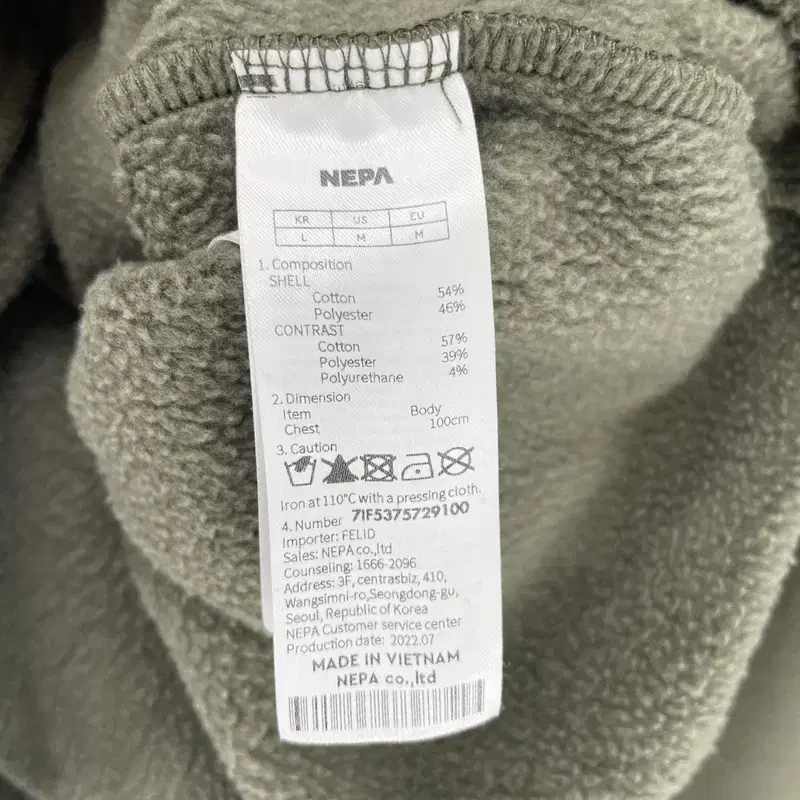 NEPA
KR US EU
L M M
1. Composition
SHELL
Cotton 54%
Polyester 46%
CONTRAST
Cotton 57%
Polyester 39%
Polyurethane 4%
2. Dimension
Item Body
Chest 100cm
3. Caution
Iron at 110°C with a pressing cloth.
4. Number 7IF5375729100
Importer: FELID
Sales: NEPA co.,ltd
Counseling: 1666-2096
Address: 3F, centrasbiz, 410,
Wangsimni-ro,Seongdong-gu,
Seoul, Republic of Korea
NEPA Customer service center
Production date: 2022.07
MADE IN VIETNAM
NEPA co.,ltd